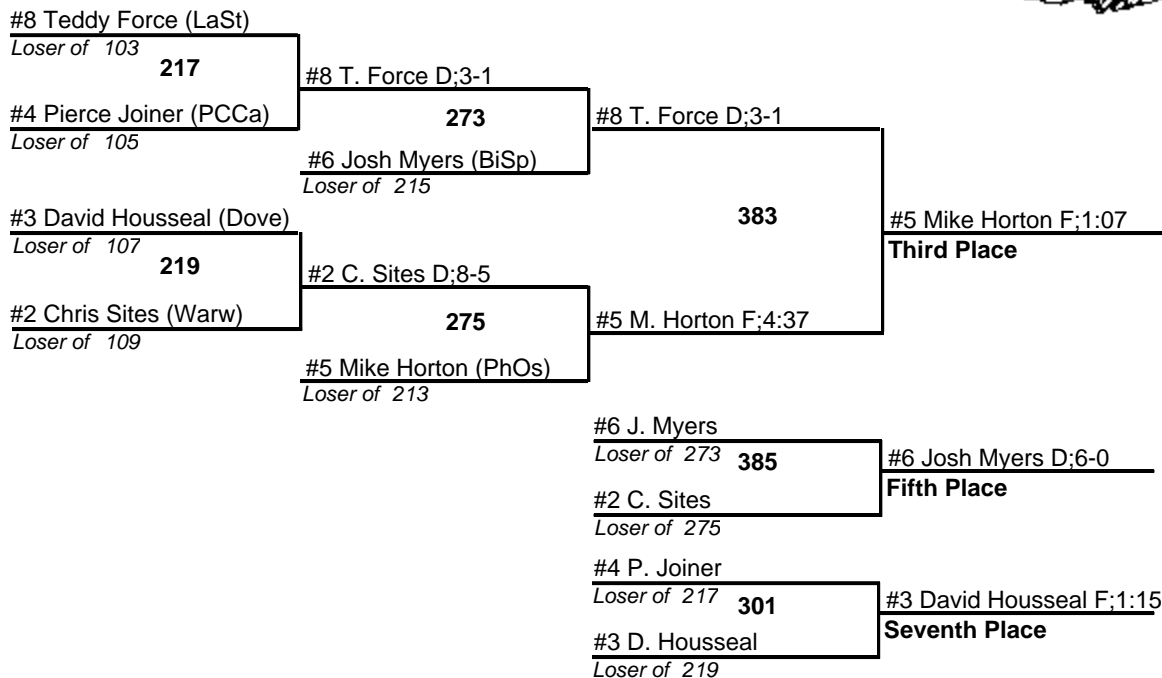 #8 Teddy Force (LaSt)
Loser of 103
217
#8 T. Force D;3-1
#4 Pierce Joiner (PCCa)
Loser of 105
273
#8 T. Force D;3-1
#6 Josh Myers (BiSp)
Loser of 215
#3 David Housseal (Dove)
Loser of 107
219
383
#5 Mike Horton F;1:07
Third Place
#2 C. Sites D;8-5
#2 Chris Sites (Warw)
Loser of 109
275
#5 M. Horton F;4:37
#5 Mike Horton (PhOs)
Loser of 213
#6 J. Myers
Loser of 273
385
#6 Josh Myers D;6-0
Fifth Place
#2 C. Sites
Loser of 275
#4 P. Joiner
Loser of 217
301
#3 David Housseal F;1:15
Seventh Place
#3 D. Housseal
Loser of 219